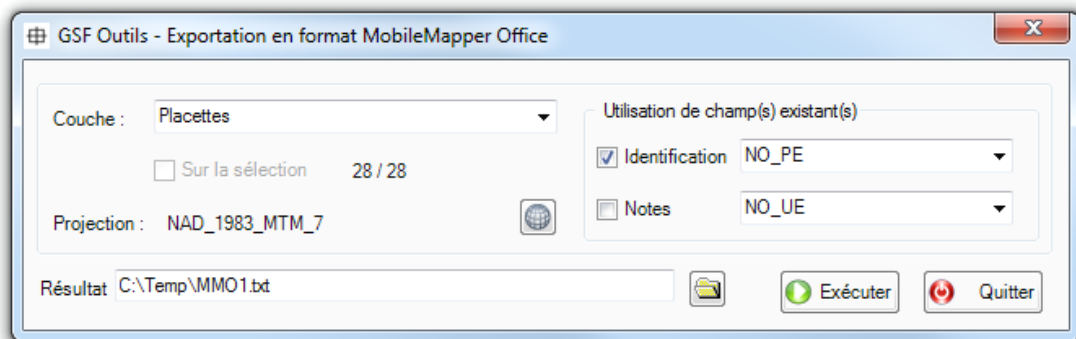 GSF Outils - Exportation en format MobileMapper Office
Couche : Placettes
Sur la sélection 28 / 28
Projection : NAD_1983_MTM_7
Utilisation de champ(s) existant(s)
Identification NO_PE
Notes NO_UE
Résultat C:\Temp\MMO1.txt
Exécuter Quitter